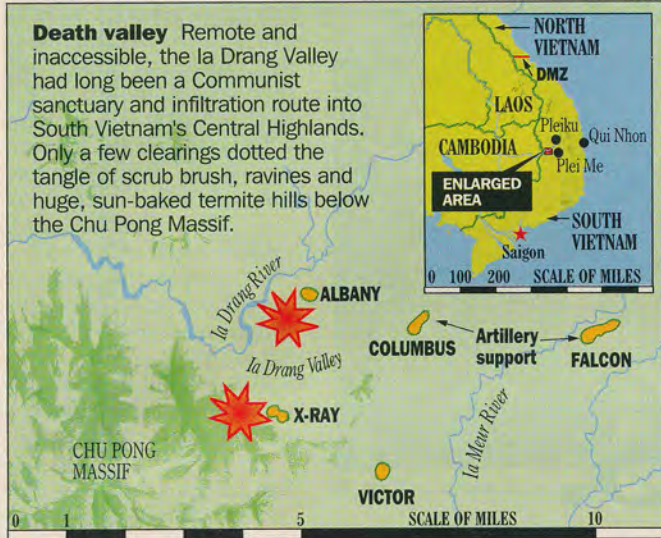 Death valley Remote and
inaccessible, the Ia Drang Valley
had long been a Communist
sanctuary and infiltration route into
South Vietnam's Central Highlands.
Only a few clearings dotted the
tangle of scrub brush, ravines and
huge, sun-baked termite hills below
the Chu Pong Massif.
NORTH
VIETNAM
DMZ
LAOS
Pleiku
Qui Nhon
CAMBODIA
Plei Me
ENLARGED
AREA
SOUTH
VIETNAM
Saigon
0 100 200 SCALE OF MILES
Ia Drang River
ALBANY
COLUMBUS
Artillery
support
FALCON
Ia Drang Valley
X-RAY
Ia Meur River
CHU PONG
MASSIF
VICTOR
0 1 5 SCALE OF MILES 10